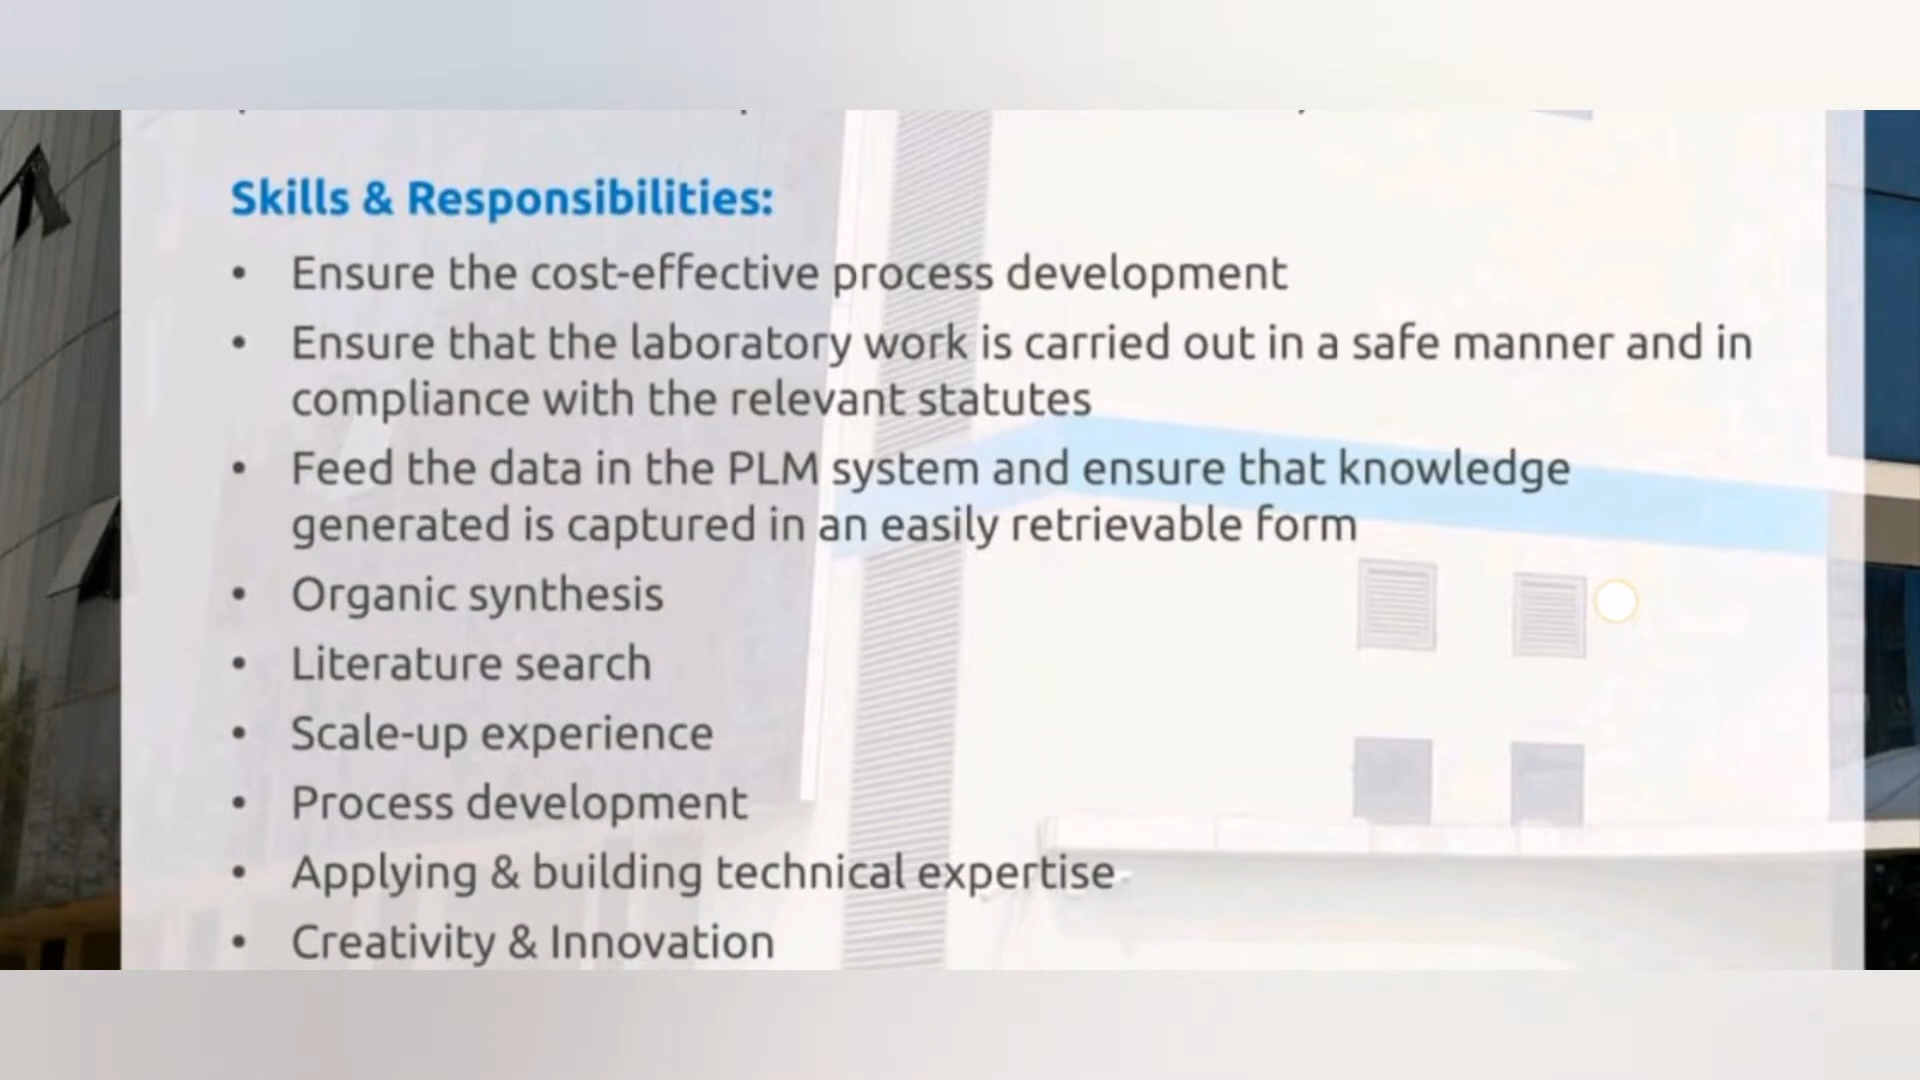 Skills & Responsibilities:
• Ensure the cost-effective process development
• Ensure that the laboratory work is carried out in a safe manner and in
compliance with the relevant statutes
• Feed the data in the PLM system and ensure that knowledge
generated is captured in an easily retrievable form
• Organic synthesis
• Literature search
• Scale-up experience
• Process development
• Applying & building technical expertise
• Creativity & Innovation